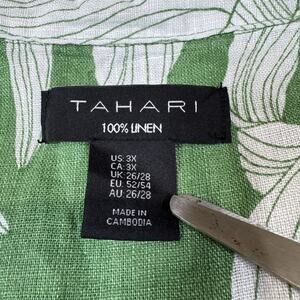 TAHARI
100% LINEN
US: 3X
CA: 3X
UK: 26/28
EU: 52/54
AU: 26/28
MADE IN
CAMBODIA